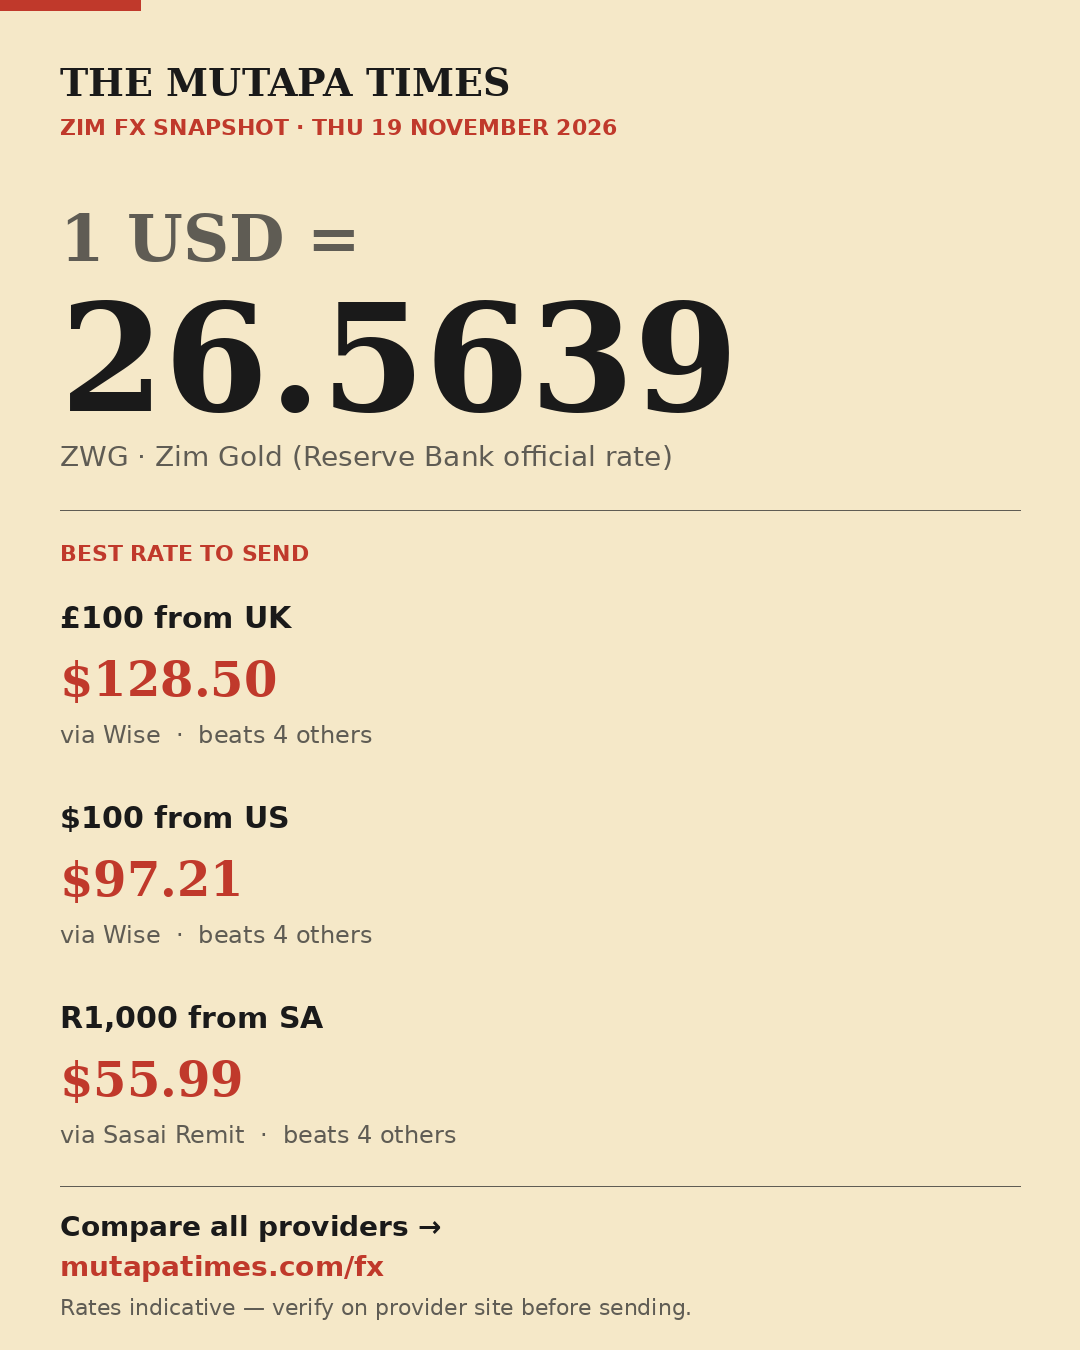 THE MUTAPA TIMES
ZIM FX SNAPSHOT · THU 19 NOVEMBER 2026
1 USD =
26.5639
ZWG · Zim Gold (Reserve Bank official rate)
BEST RATE TO SEND
£100 from UK
$128.50
via Wise · beats 4 others
$100 from US
$97.21
via Wise · beats 4 others
R1,000 from SA
$55.99
via Sasai Remit · beats 4 others
Compare all providers →
mutapatimes.com/fx
Rates indicative — verify on provider site before sending.